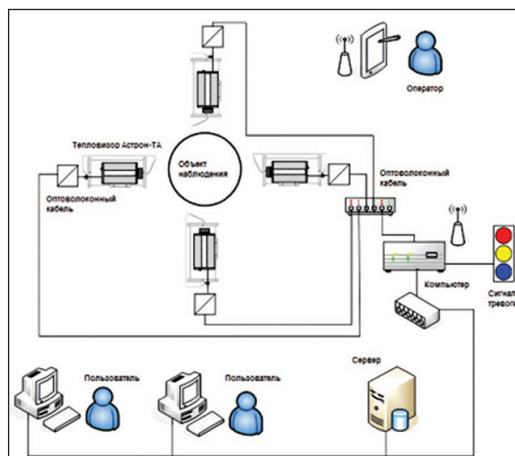 Оператор
Тепловизор Астрон-ТА
Объект
наблюдения
Оптоволоконный
кабель
Оптоволоконный
кабель
Компьютер
Сигнал
тревоги
Пользователь
Пользователь
Сервер